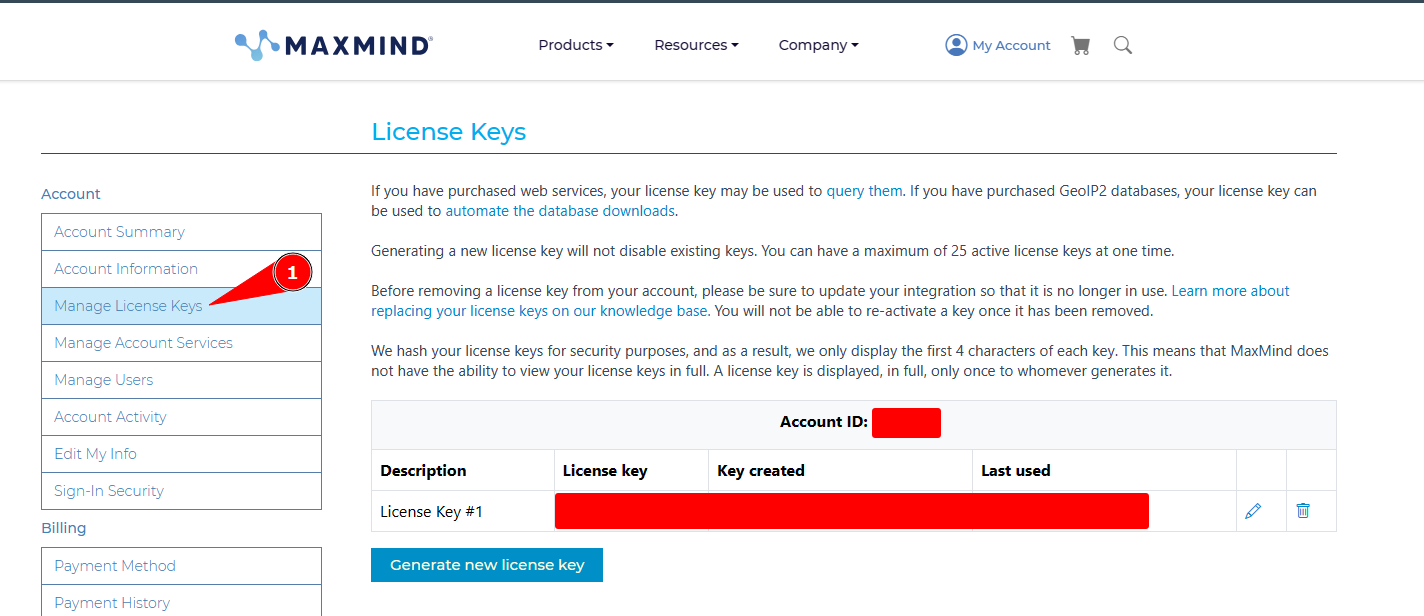 MAXMIND
Products
Resources
Company
My Account
License Keys
Account
Account Summary
Account Information
1
Manage License Keys
Manage Account Services
Manage Users
Account Activity
Edit My Info
Sign-In Security
Billing
Payment Method
Payment History
If you have purchased web services, your license key may be used to query them. If you have purchased GeoIP2 databases, your license key can
be used to automate the database downloads.
Generating a new license key will not disable existing keys. You can have a maximum of 25 active license keys at one time.
Before removing a license key from your account, please be sure to update your integration so that it is no longer in use. Learn more about
replacing your license keys on our knowledge base. You will not be able to re-activate a key once it has been removed.
We hash your license keys for security purposes, and as a result, we only display the first 4 characters of each key. This means that MaxMind does
not have the ability to view your license keys in full. A license key is displayed, in full, only once to whomever generates it.
Account ID:
Description License key Key created Last used
License Key #1
Generate new license key